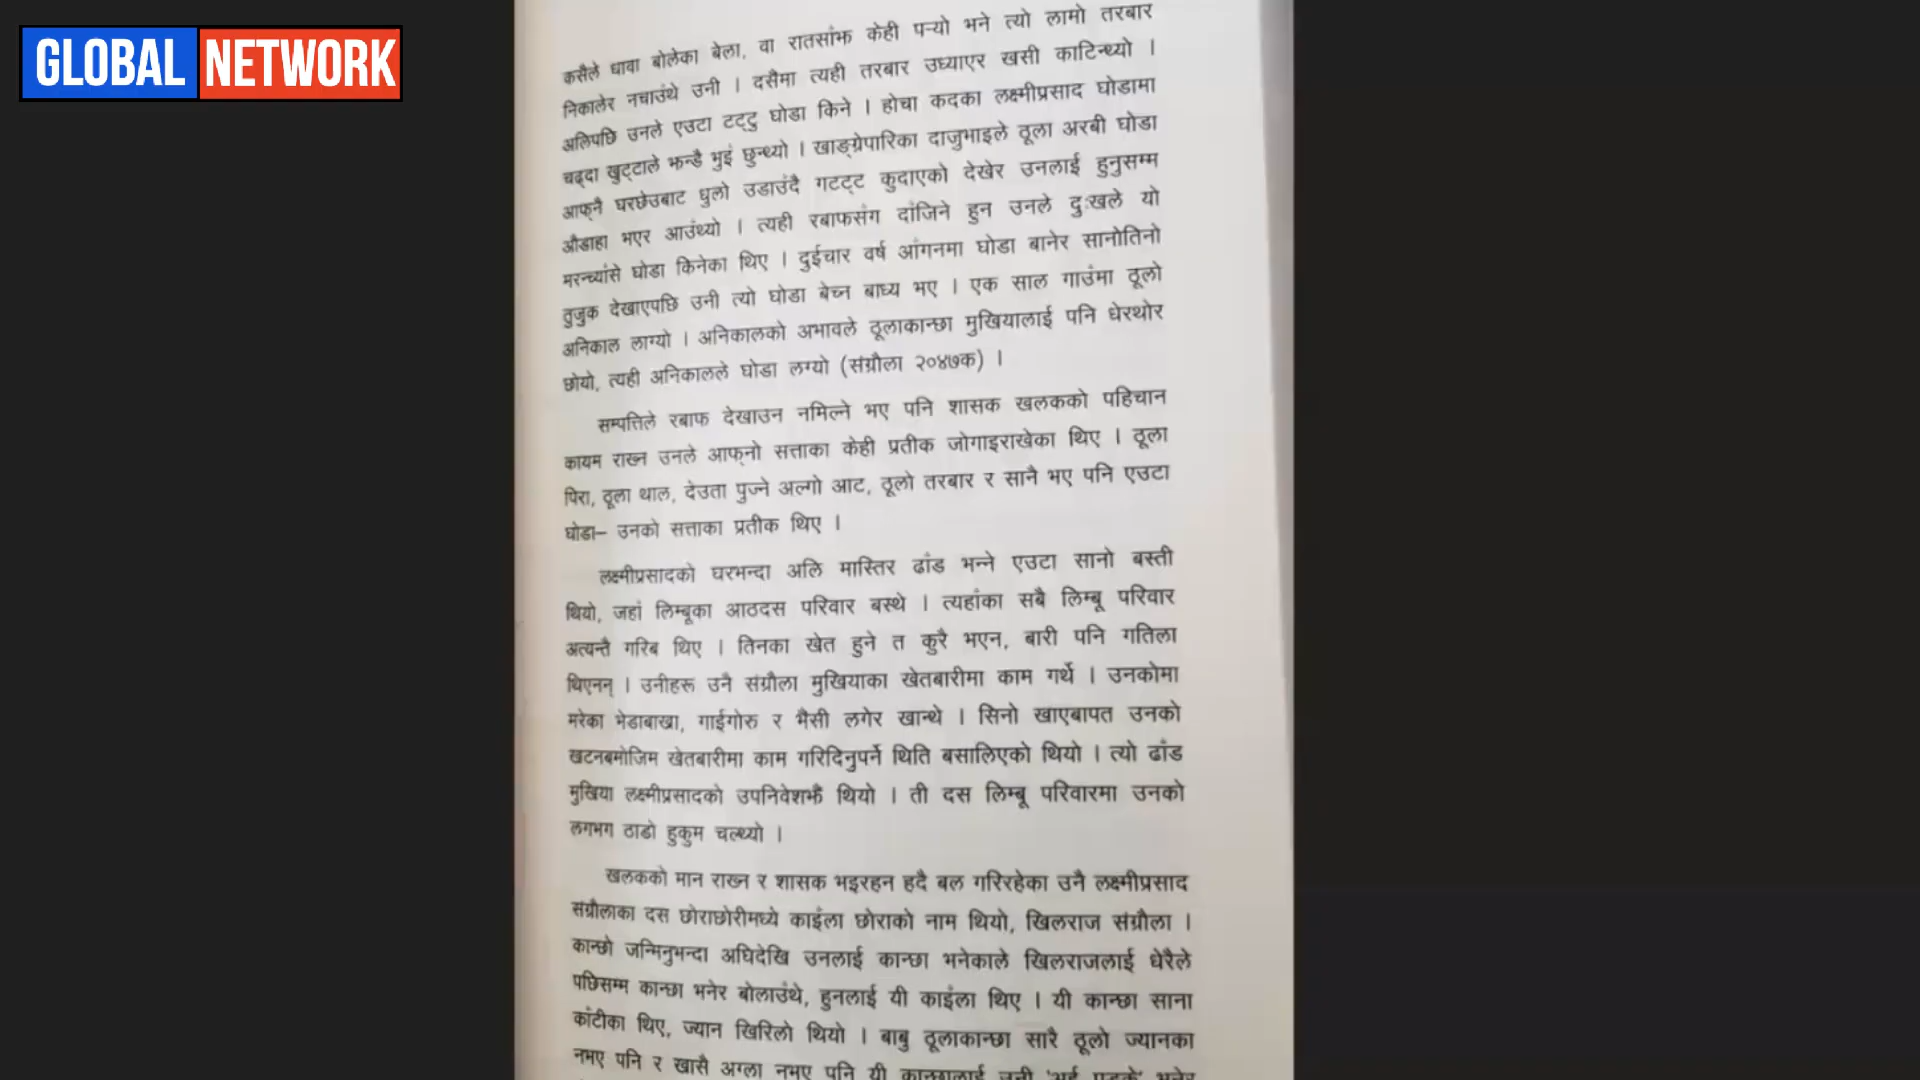 GLOBAL NETWORK
कसैले धावा बोलेका बेला, वा रातसांझ केही पर्‍यो भने त्यो लामो तरबार
निकालेर नचाउंथे उनी । दसैमा त्यही तरबार उध्याएर खसी काटिन्थ्यो ।
अलिपछि उनले एउटा टट्टु घोडा किने । होचा कदका लक्ष्मीप्रसाद घोडामा
चढ्दा खुट्टाले झन्डै भुइं छुन्थ्यो । खाङ्ग्रेपारिका दाजुभाइले ठूला अरबी घोडा
आफ्नै घरछेउबाट धुलो उडाउंदै गटट्ट कुदाएको देखेर उनलाई हुनुसम्म
औडाहा भएर आउंथ्यो । त्यही रबाफसंग दांजिने हुन उनले दुःखले यो
मरन्च्यांसे घोडा किनेका थिए । दुईचार वर्ष आंगनमा घोडा बानेर सानोतिनो
तुजुक देखाएपछि उनी त्यो घोडा बेच्न बाध्य भए । एक साल गाउंमा ठूलो
अनिकाल लाग्यो । अनिकालको अभावले ठूलाकान्छा मुखियालाई पनि धेरथोर
छोयो, त्यही अनिकालले घोडा लग्यो (संग्रौला २०४७क) ।
सम्पत्तिले रबाफ देखाउन नमिल्ने भए पनि शासक खलकको पहिचान
कायम राख्न उनले आफ्नो सत्ताका केही प्रतीक जोगाइराखेका थिए । ठूला
पिरा, ठूला थाल, देउता पुज्ने अल्गो आट, ठूलो तरबार र सानै भए पनि एउटा
घोडा– उनको सत्ताका प्रतीक थिए ।
लक्ष्मीप्रसादको घरभन्दा अलि मास्तिर ढांड भन्ने एउटा सानो बस्ती
थियो, जहां लिम्बूका आठदस परिवार बस्थे । त्यहांका सबै लिम्बू परिवार
अत्यन्तै गरिब थिए । तिनका खेत हुने त कुरै भएन, बारी पनि गतिला
थिएनन् । उनीहरू उनै संग्रौला मुखियाका खेतबारीमा काम गर्थे । उनकोमा
मरेका भेडाबाखा, गाईगोरु र भैसी लगेर खान्थे । सिनो खाएबापत उनको
खटनबमोजिम खेतबारीमा काम गरिदिनुपर्ने थिति बसालिएको थियो । त्यो ढांड
मुखिया लक्ष्मीप्रसादको उपनिवेशझैं थियो । ती दस लिम्बू परिवारमा उनको
लगभग ठाडो हुकुम चल्थ्यो ।
खलकको मान राख्न र शासक भइरहन हदै बल गरिरहेका उनै लक्ष्मीप्रसाद
संग्रौलाका दस छोराछोरीमध्ये काइंला छोराको नाम थियो, खिलराज संग्रौला ।
कान्छो जन्मिनुभन्दा अघिदेखि उनलाई कान्छा भनेकाले खिलराजलाई धेरैले
पछिसम्म कान्छा भनेर बोलाउंथे, हुनलाई यी काइंला थिए । यी कान्छा साना
कांटीका थिए, ज्यान खिरिलो थियो । बाबु ठूलाकान्छा सारै ठूलो ज्यानका
नभए पनि र खासै अग्ला नभए पनि यी कान्छालाई उनी